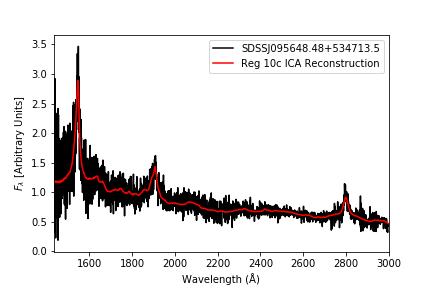 SDSSJ095648.48+534713.5
Reg 10c ICA Reconstruction
3.5
3.0
2.5
2.0
1.5
1.0
0.5
0.0
Fλ [Arbitrary Units]
1600 1800 2000 2200 2400 2600 2800 3000
Wavelength (Å)